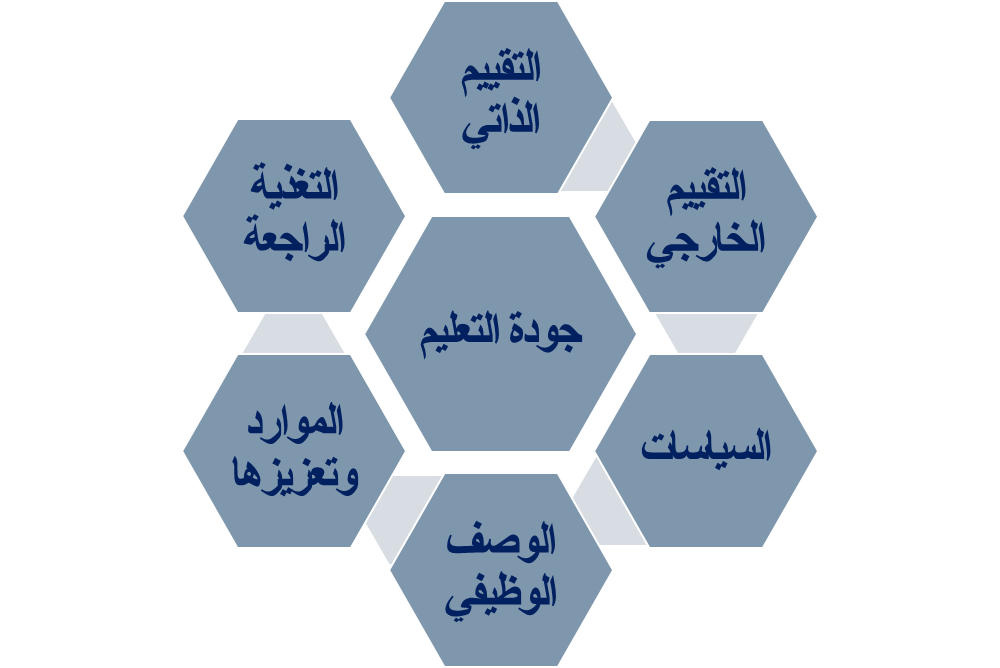 التقييم
الذاتي
التقييم
الخارجي
السياسات
الوصف
الوظيفي
الموارد
وتعزيزها
التغذية
الراجعة
جودة التعليم